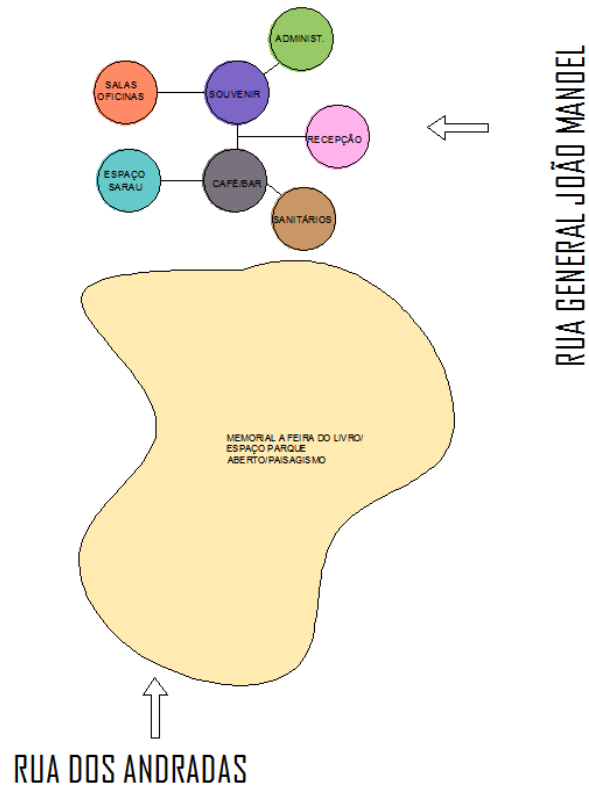 ADMINIST.
SALAS
OFICINAS
SOUVENIR
RECEPÇÃO
ESPAÇO
SARAU
CAFÉ/BAR
SANITÁRIOS
RUA GENERAL JOÃO MANOEL
MEMORIAL A FEIRA DO LIVRO/
ESPAÇO PARQUE
ABERTO/PAISAGISMO
RUA DOS ANDRADAS